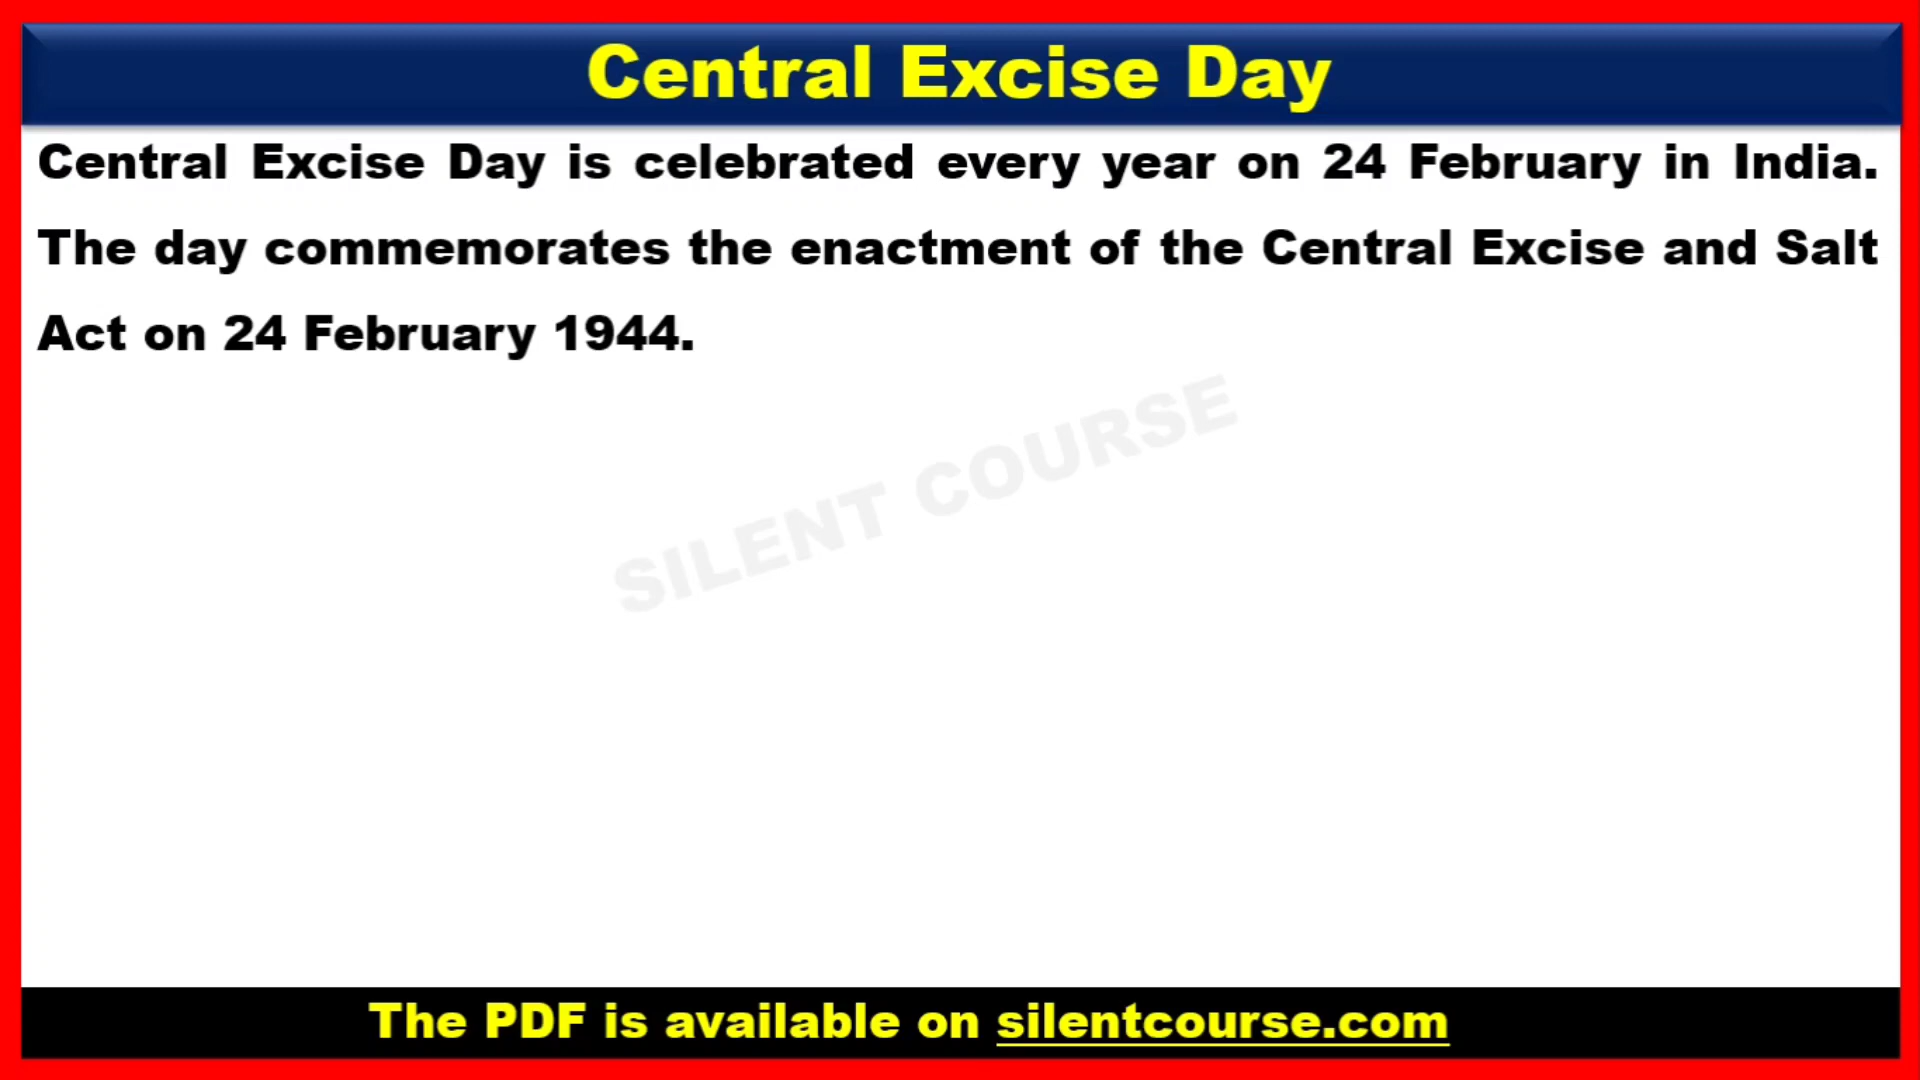 Central Excise Day
Central Excise Day is celebrated every year on 24 February in India.
The day commemorates the enactment of the Central Excise and Salt
Act on 24 February 1944.
SILENT COURSE
The PDF is available on silentcourse.com